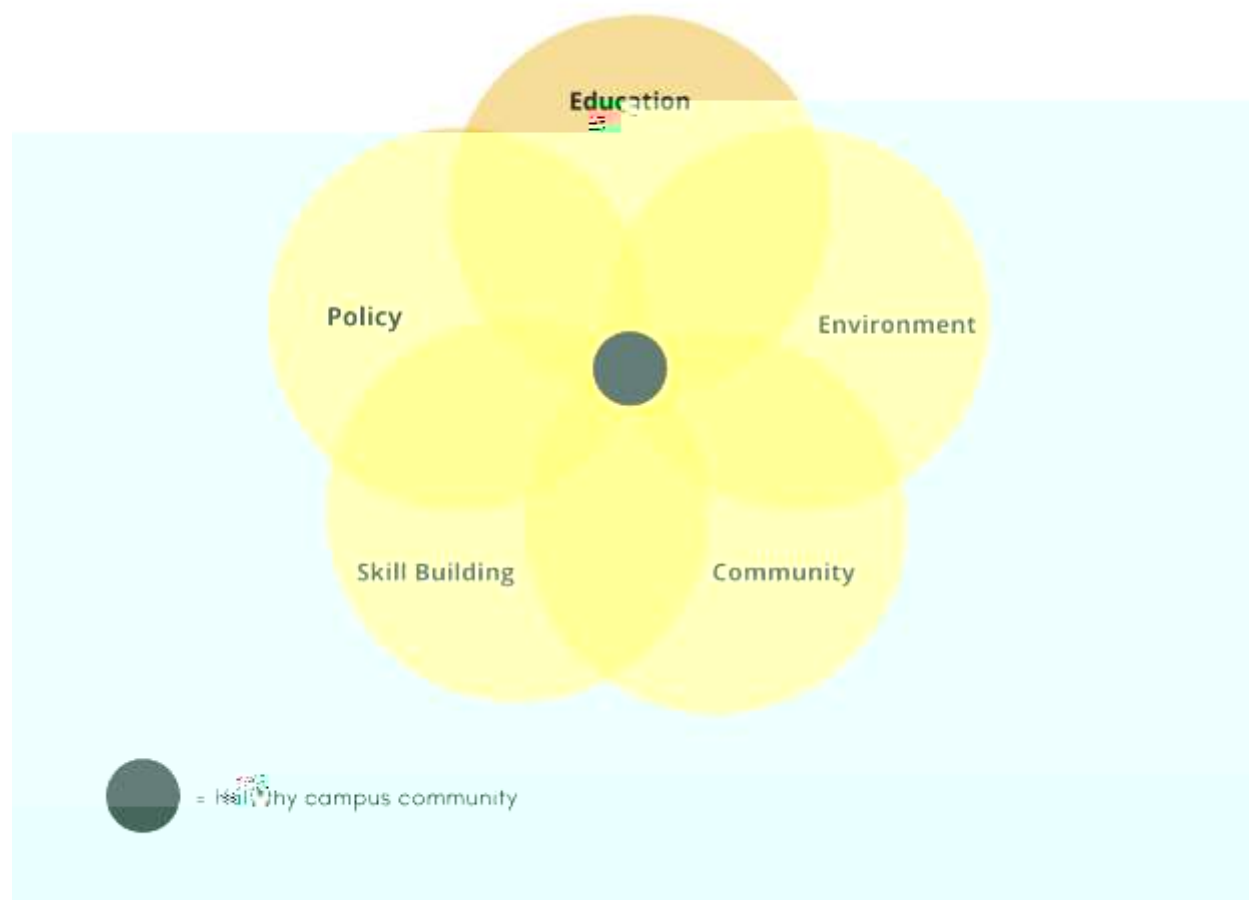 Education
Policy
Environment
Skill Building
Community
= campus community